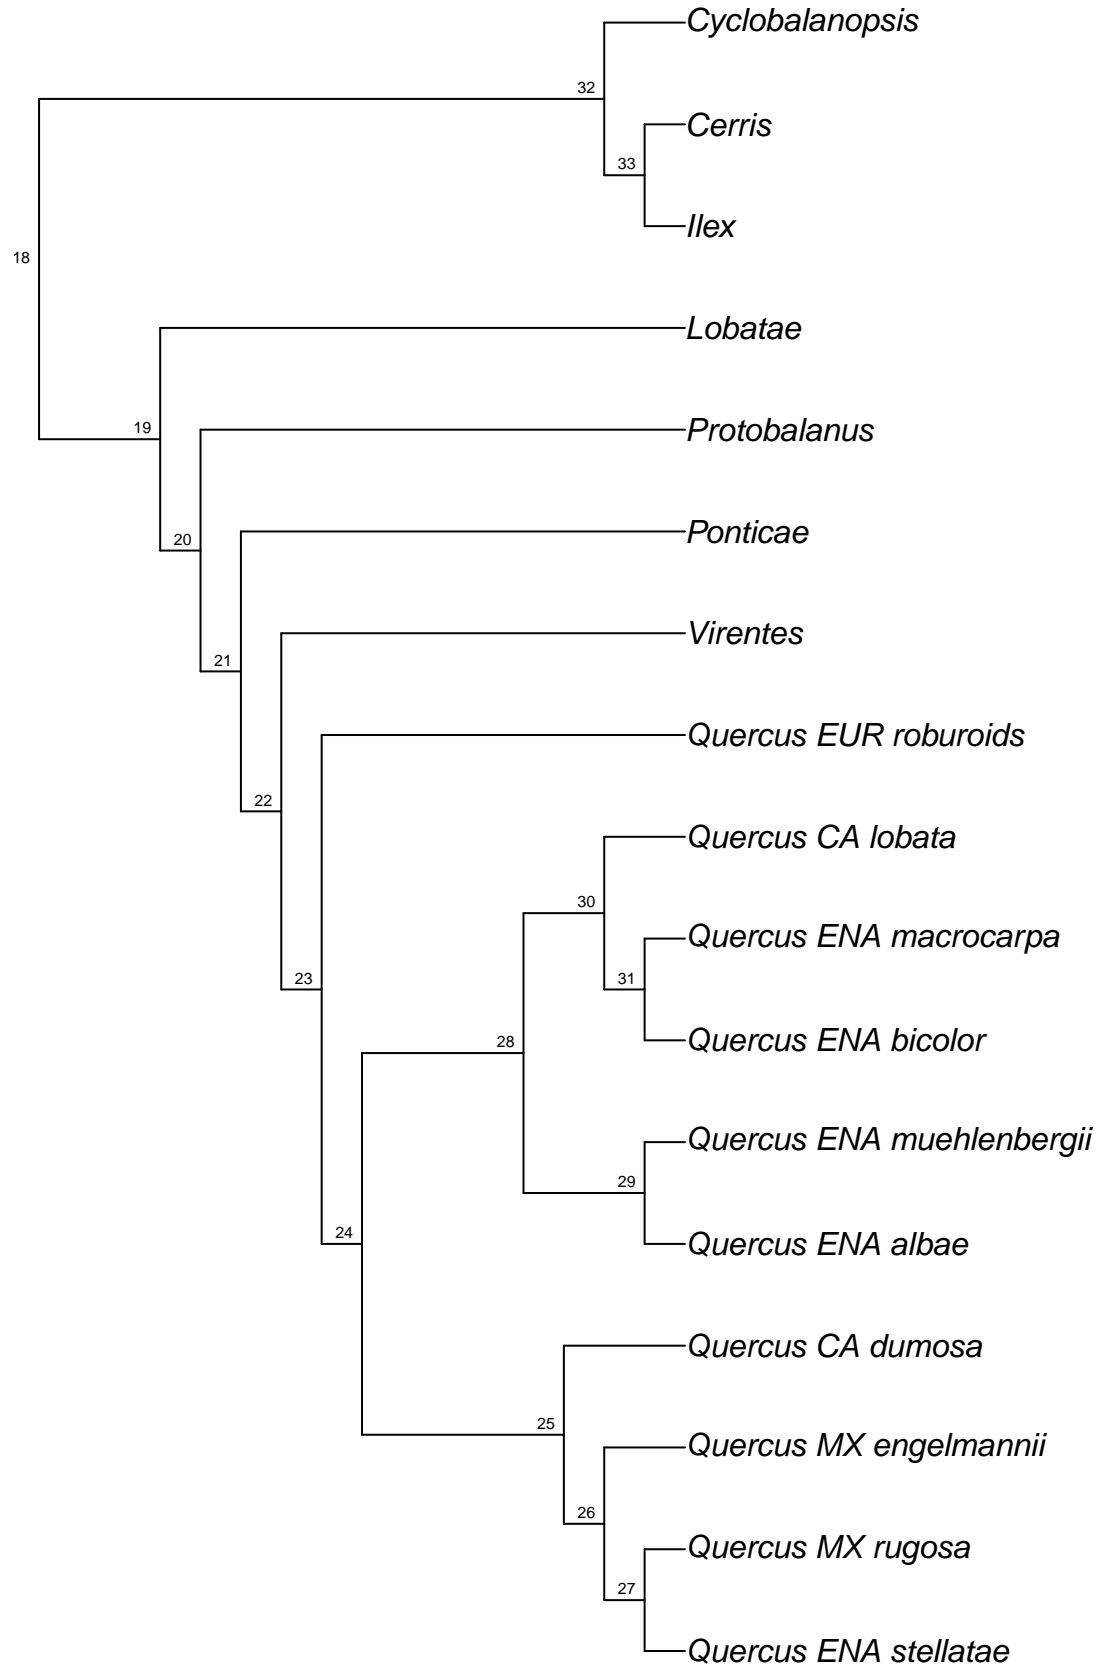 Cyclobalanopsis
32
Cerris
33
Ilex
18
Lobatae
19
Protobalanus
20
Ponticae
Virentes
21
Quercus EUR roburoids
22
Quercus CA lobata
30
Quercus ENA macrocarpa
23
31
Quercus ENA bicolor
28
Quercus ENA muehlenbergii
29
24
Quercus ENA albae
Quercus CA dumosa
25
Quercus MX engelmannii
26
Quercus MX rugosa
27
Quercus ENA stellatae